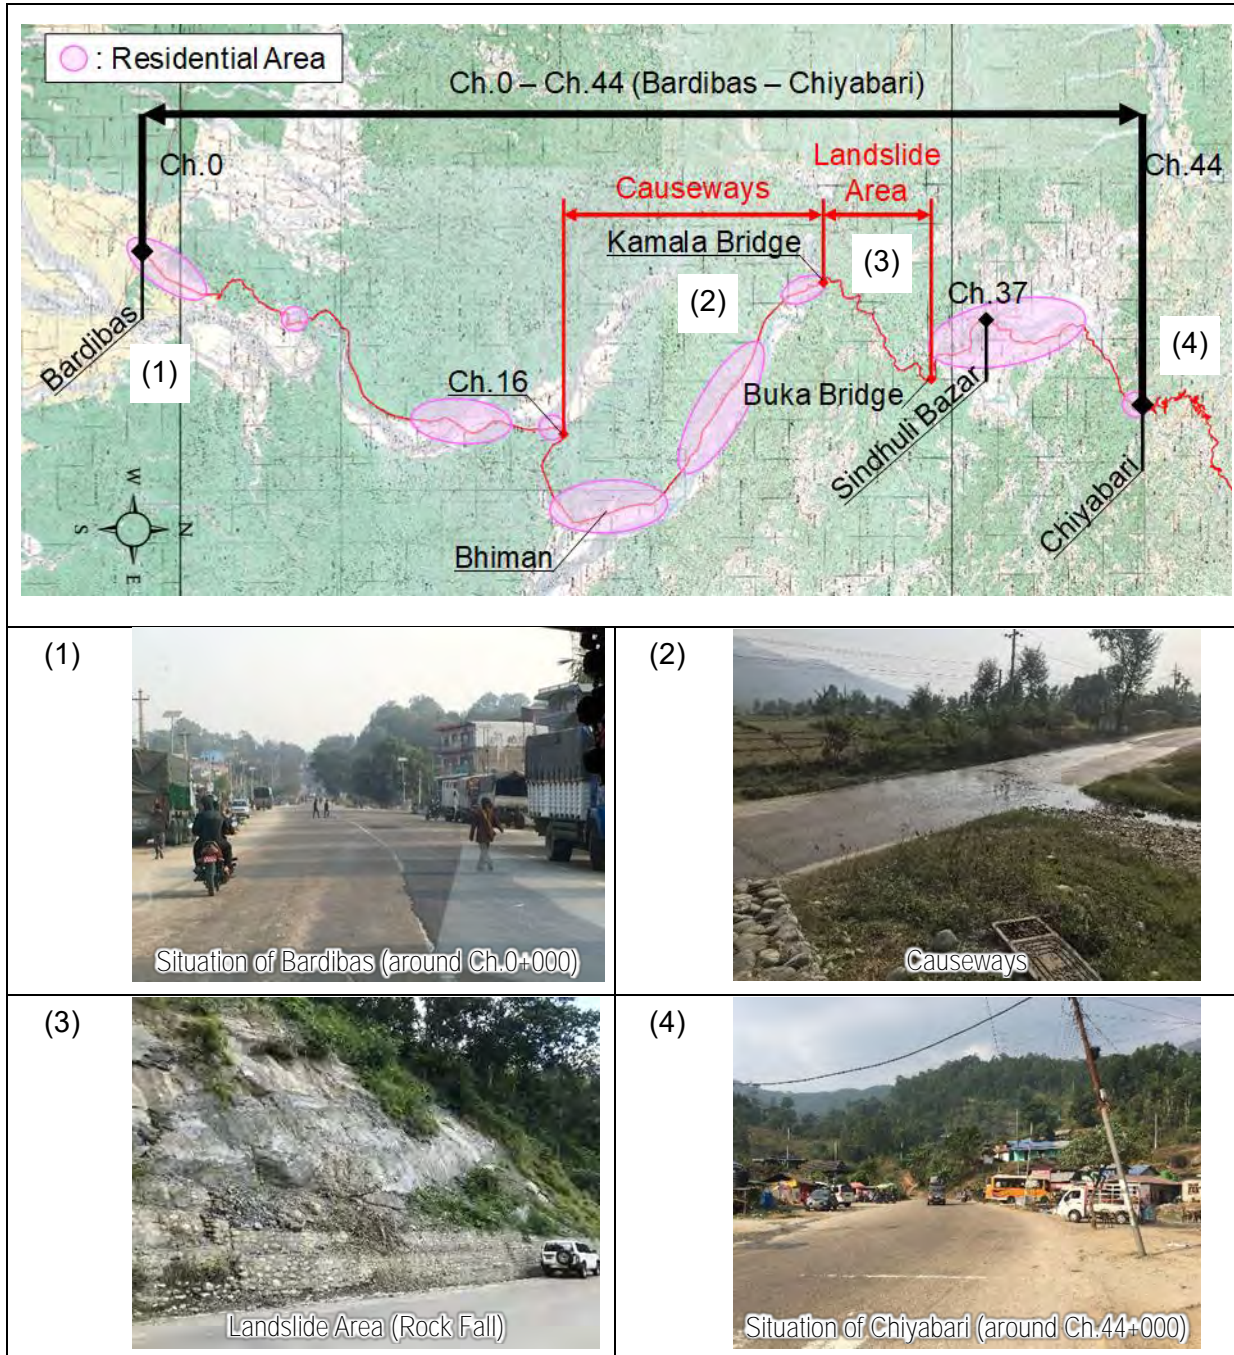 : Residential Area
Ch.0 – Ch.44 (Bardibas – Chiyabari)
Ch.0
Ch.44
Landslide
Area
Causeways
Kamala Bridge
(3)
(2)
Ch.37
(4)
Bardibas
(1)
Ch.16
Buka Bridge
Sindhuli Bazar
Chiyabari
Bhiman
W
S
N
E
(1)
Situation of Bardibas (around Ch.0+000)
(2)
Causeways
(3)
Landslide Area (Rock Fall)
(4)
Situation of Chiyabari (around Ch.44+000)